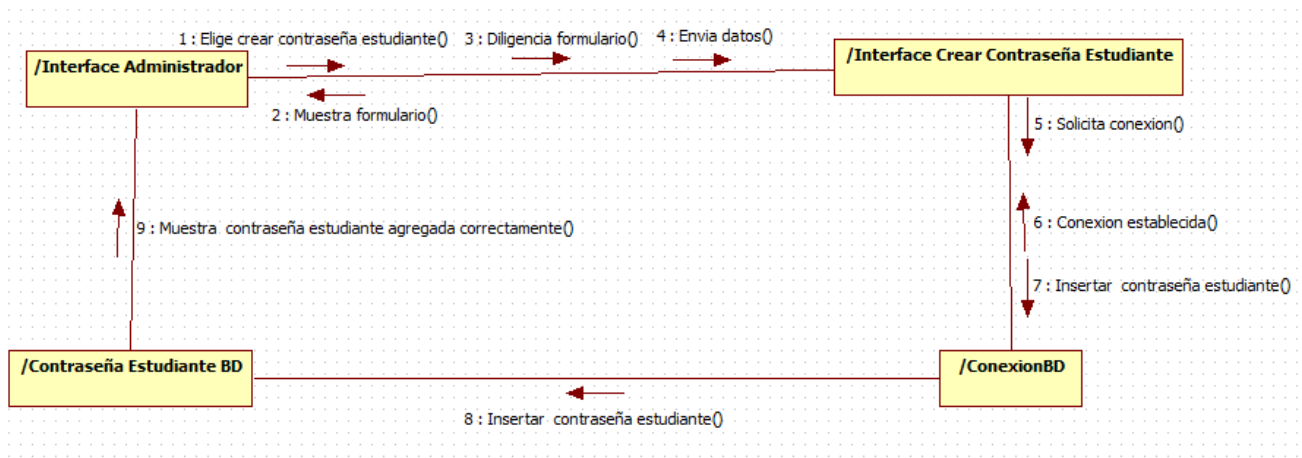 1 : Elige crear contraseña estudiante()
3 : Diligencia formulario()
4 : Envia datos()
/Interface Administrador
/Interface Crear Contraseña Estudiante
2 : Muestra formulario()
5 : Solicita conexion()
9 : Muestra  contraseña estudiante agregada correctamente()
6 : Conexion establecida()
7 : Insertar  contraseña estudiante()
/Contraseña Estudiante BD
/ConexionBD
8 : Insertar  contraseña estudiante()